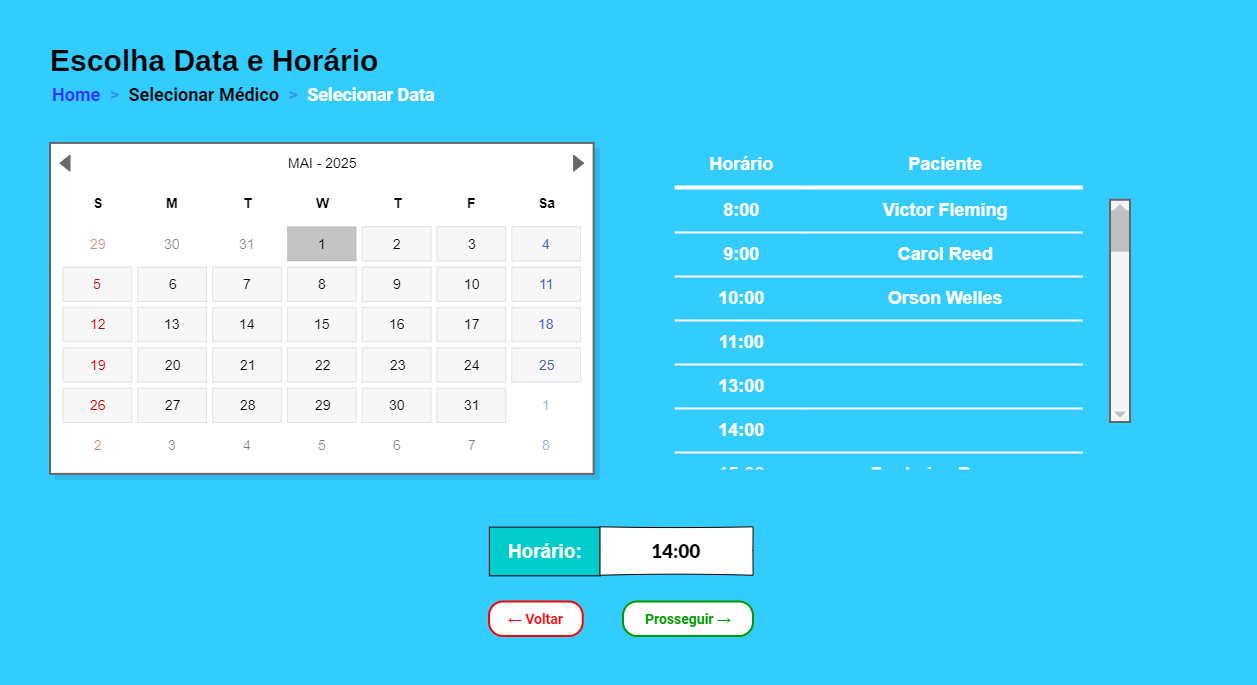 Escolha Data e Horário
Home > Selecionar Médico > Selecionar Data
MAI - 2025
S M T W T F Sa
29 30 31 1 2 3 4
5 6 7 8 9 10 11
12 13 14 15 16 17 18
19 20 21 22 23 24 25
26 27 28 29 30 31 1
2 3 4 5 6 7 8
Horário Paciente
8:00 Victor Fleming
9:00 Carol Reed
10:00 Orson Welles
11:00
13:00
14:00
Horário: 14:00
← Voltar
Prosseguir →